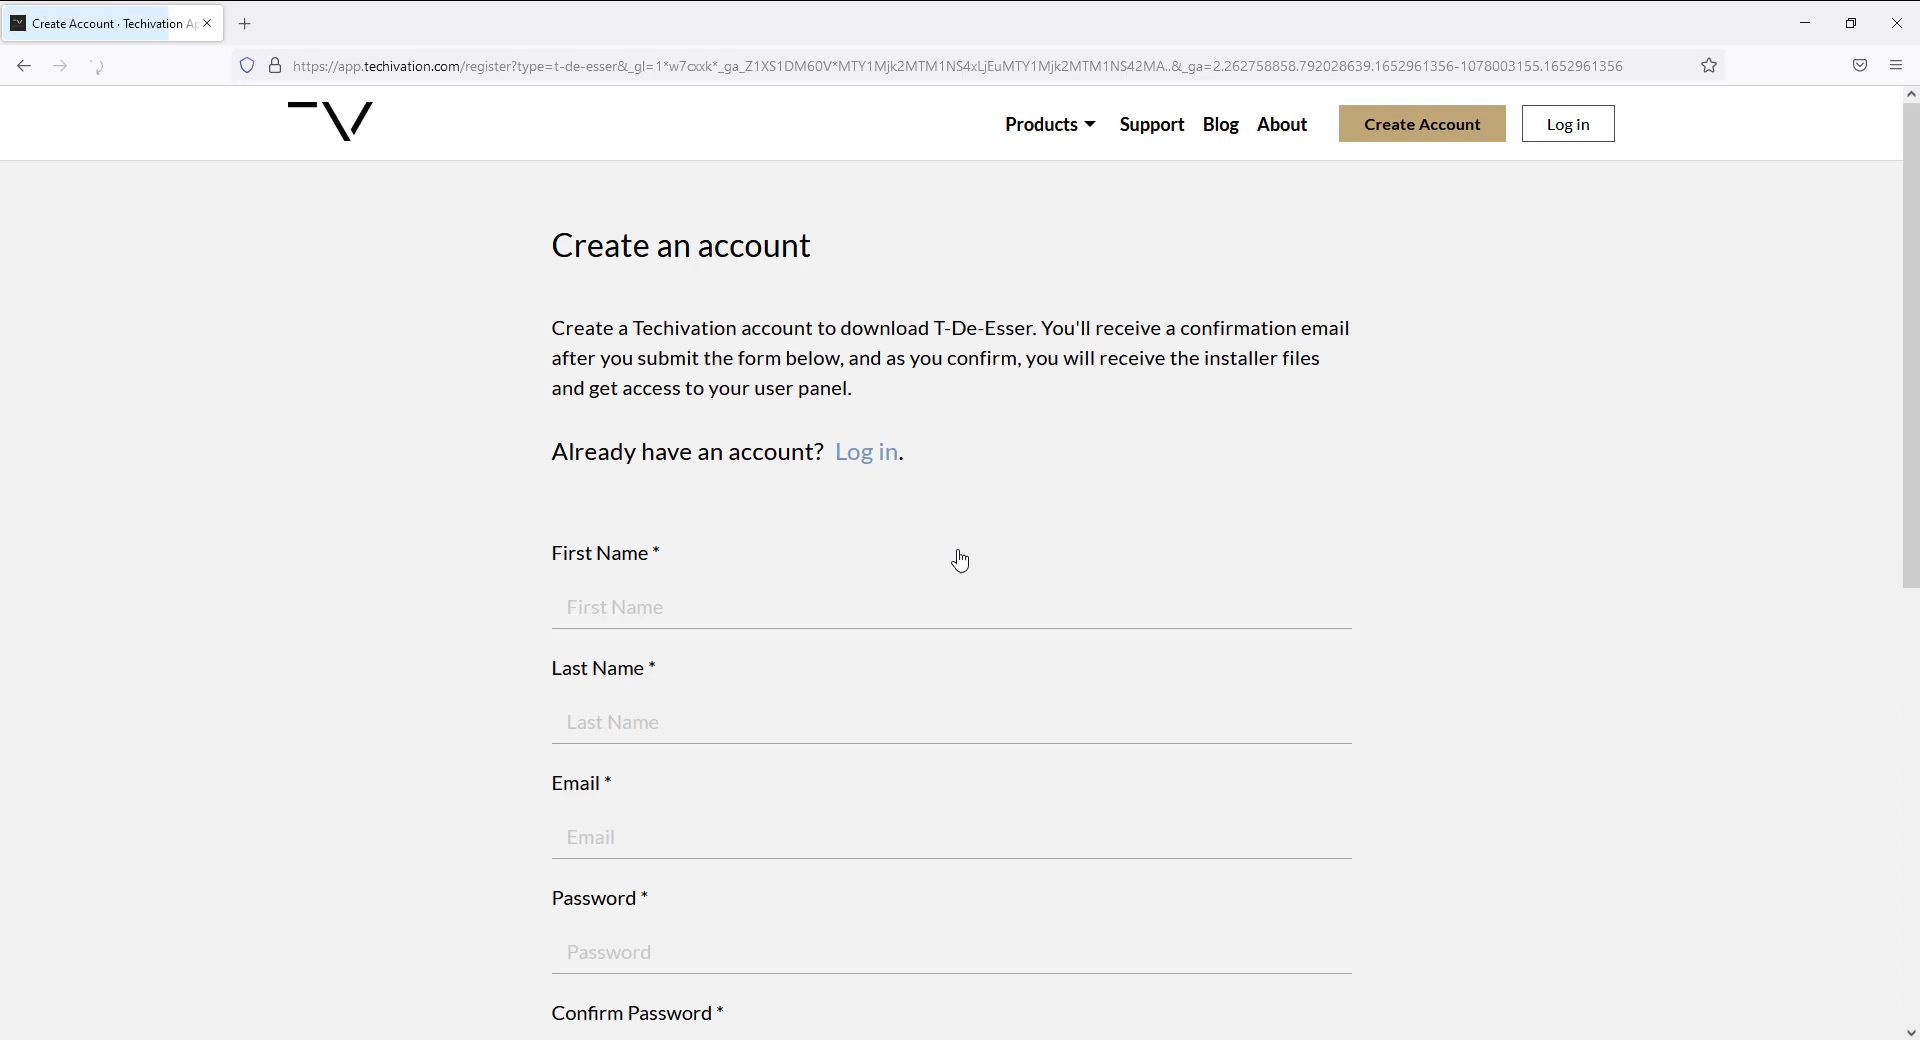 Create Account · Techivation Ap
https://app.techivation.com/register?type=t-de-esser&_gl=1*w7cxxk*_ga_Z1XS1DM60V*MTY1Mjk2MTM1NS4xLjEuMTY1Mjk2MTM1NS42MA..&_ga=2.262758858.792028639.1652961356-1078003155.1652961356
Products Support Blog About Create Account Log in
Create an account
Create a Techivation account to download T-De-Esser. You'll receive a confirmation email
after you submit the form below, and as you confirm, you will receive the installer files
and get access to your user panel.
Already have an account? Log in.
First Name *
First Name
Last Name *
Last Name
Email *
Email
Password *
Password
Confirm Password *